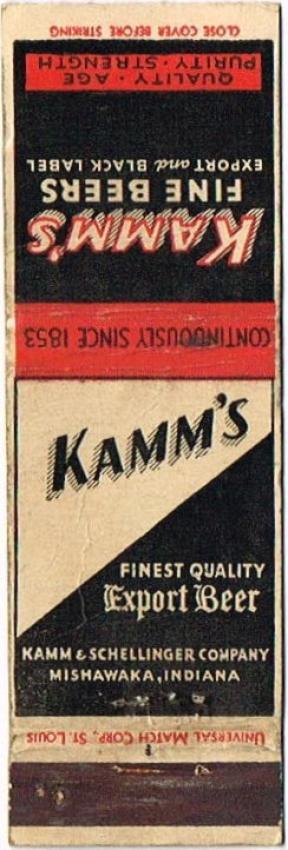 CLOSE COVER BEFORE STRIKING
QUALITY · AGE
PURITY · STRENGTH
KAMM'S
FINE BEERS
EXPORT and BLACK LABEL
CONTINUOUSLY SINCE 1853
KAMM'S
FINEST QUALITY
Export Beer
KAMM & SCHELLINGER COMPANY
MISHAWAKA, INDIANA
UNIVERSAL MATCH CORP., ST. LOUIS